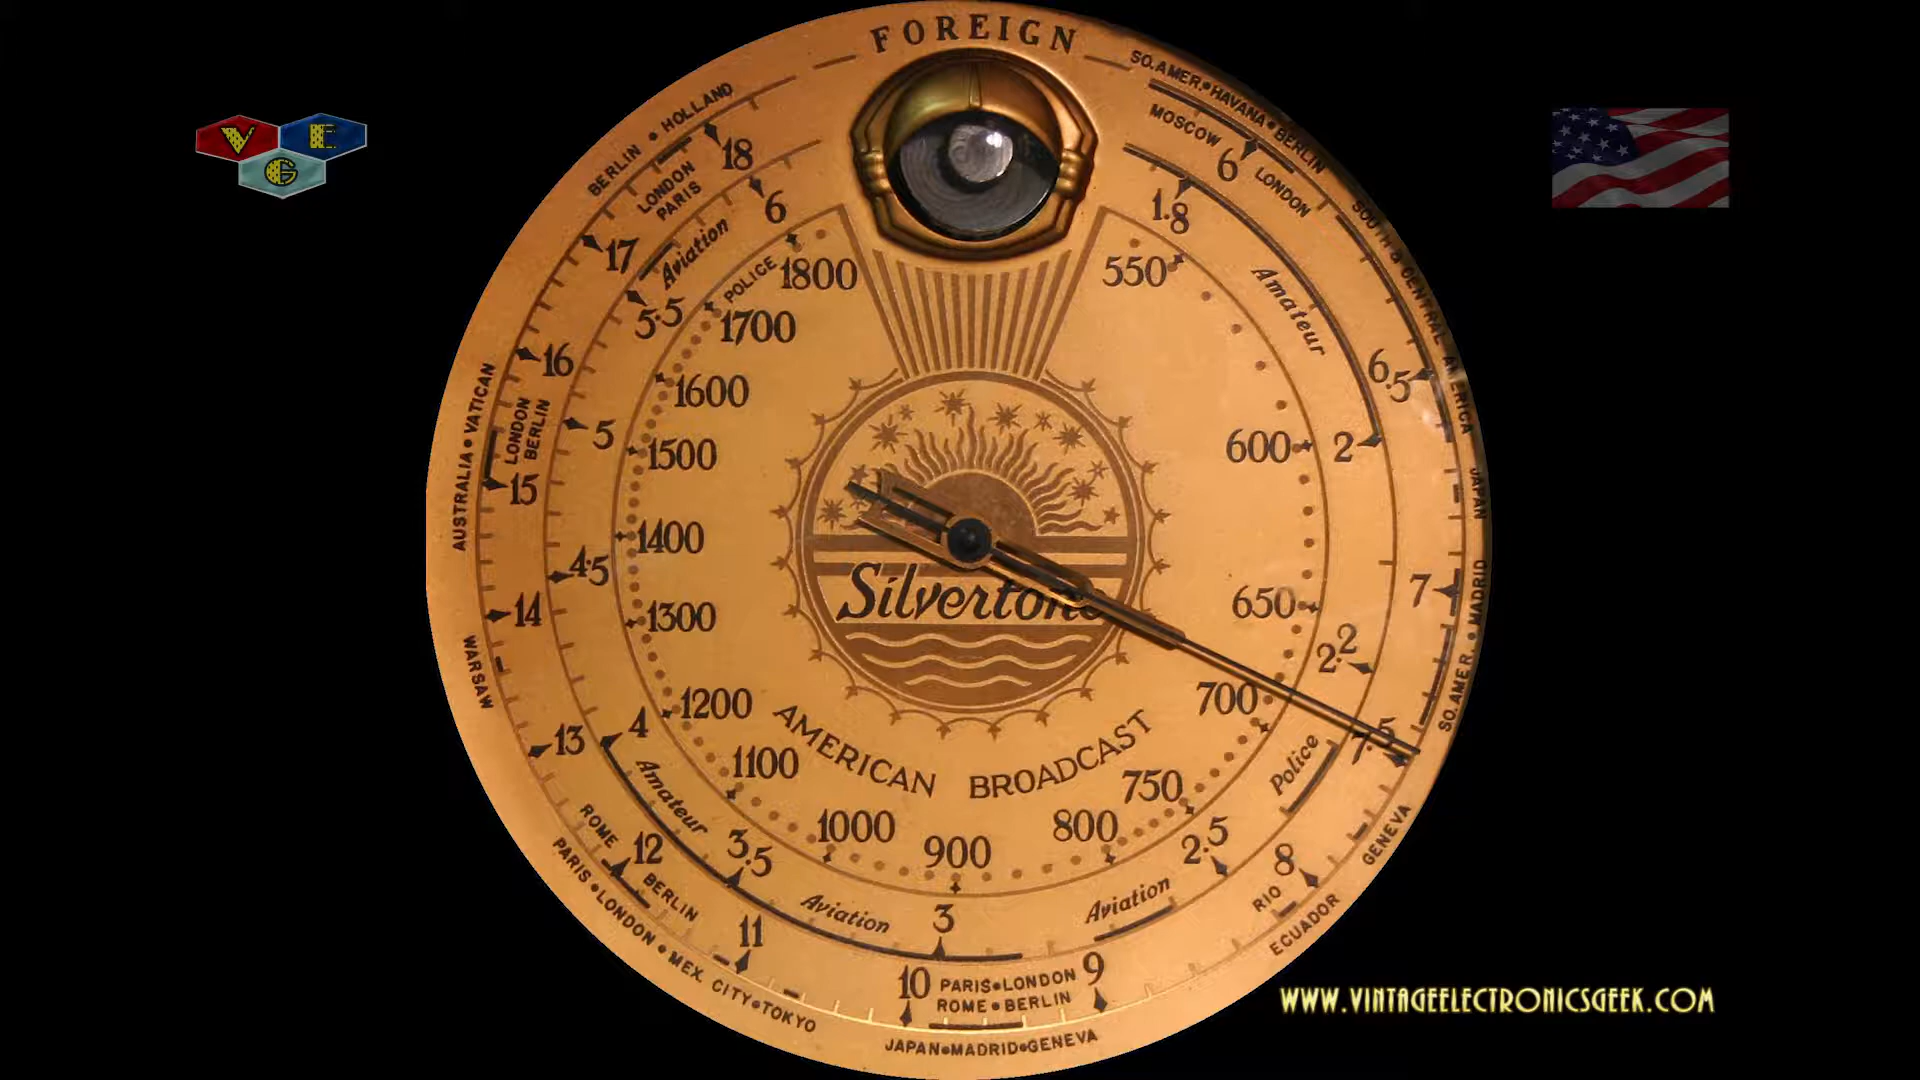 FOREIGN
SO. AMER. • HAVANA • BERLIN
MOSCOW
6
LONDON
SOUTH & CENTRAL AMERICA
6.5
JAPAN
7
SO. AMER. • MADRID
7.5
GENEVA
8
RIO
ECUADOR
9
PARIS • LONDON
ROME • BERLIN
JAPAN • MADRID • GENEVA
10
11
MEX. CITY • TOKYO
BERLIN
12
ROME
PARIS • LONDON •
13
WARSAW
14
15
LONDON
BERLIN
AUSTRALIA • VATICAN
16
17
LONDON
PARIS
BERLIN • HOLLAND
18
1.8
Amateur
2
2.2
Police
2.5
Aviation
3
Aviation
3.5
Amateur
4
4.5
5
5.5
Aviation
6
550
600
650
700
750
800
900
1000
1100
1200
1300
1400
1500
1600
1700
POLICE
1800
Silvertone
AMERICAN BROADCAST
V E
G
WWW.VINTAGEELECTRONICSGEEK.COM